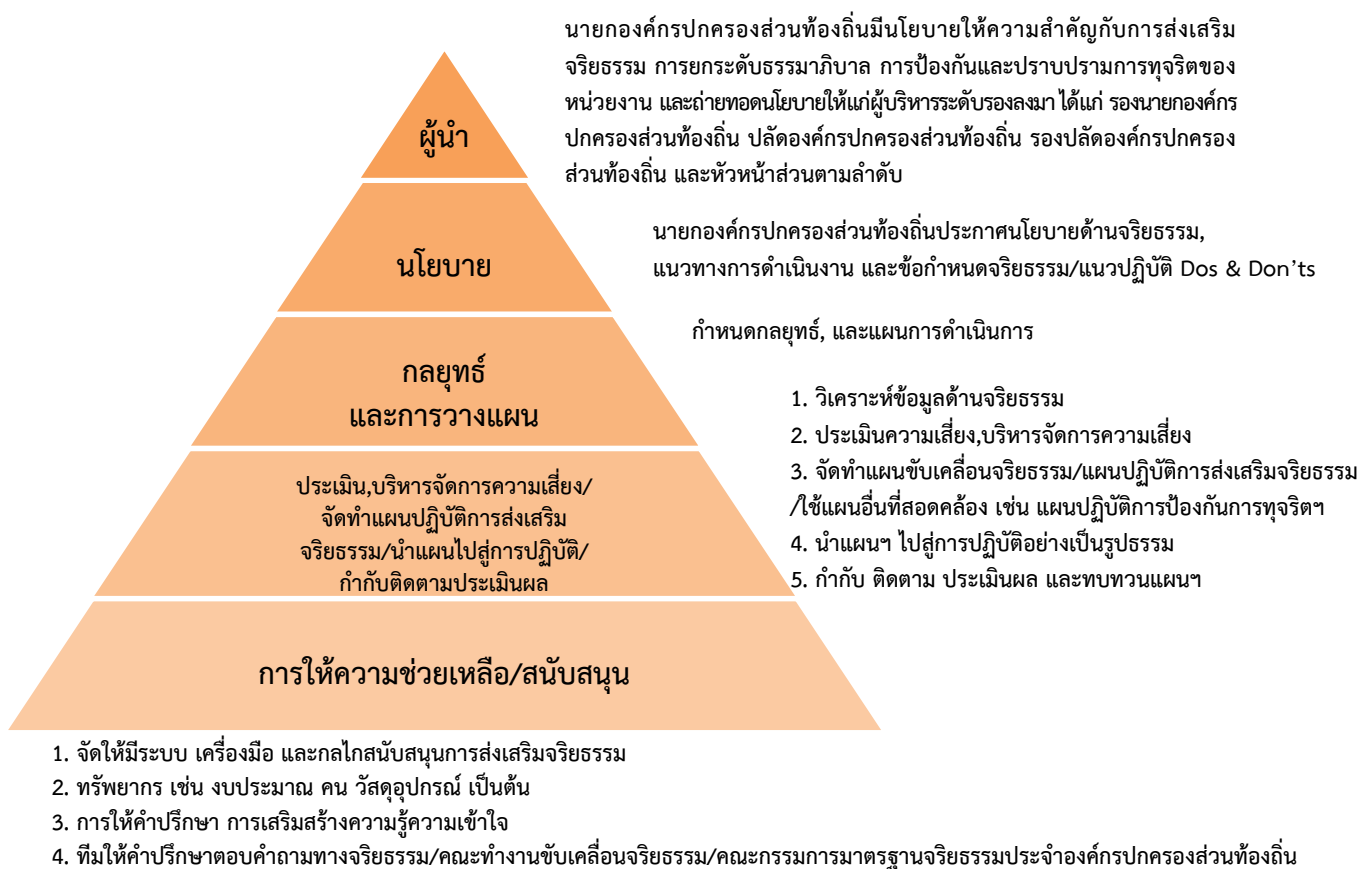 นายกองค์กรปกครองส่วนท้องถิ่นมีนโยบายให้ความสำคัญกับการส่งเสริม
จริยธรรม การยกระดับธรรมาภิบาล การป้องกันและปราบปรามการทุจริตของ
หน่วยงาน และถ่ายทอดนโยบายให้แก่ผู้บริหารระดับรองลงมา ได้แก่ รองนายกองค์กร
ปกครองส่วนท้องถิ่น ปลัดองค์กรปกครองส่วนท้องถิ่น รองปลัดองค์กรปกครอง
ส่วนท้องถิ่น และหัวหน้าส่วนตามลำดับ
ผู้นำ
นายกองค์กรปกครองส่วนท้องถิ่นประกาศนโยบายด้านจริยธรรม,
แนวทางการดำเนินงาน และข้อกำหนดจริยธรรม/แนวปฏิบัติ Dos & Don’ts
นโยบาย
กำหนดกลยุทธ์, และแผนการดำเนินการ
กลยุทธ์
และการวางแผน
1. วิเคราะห์ข้อมูลด้านจริยธรรม
2. ประเมินความเสี่ยง,บริหารจัดการความเสี่ยง
3. จัดทำแผนขับเคลื่อนจริยธรรม/แผนปฏิบัติการส่งเสริมจริยธรรม
/ใช้แผนอื่นที่สอดคล้อง เช่น แผนปฏิบัติการป้องกันการทุจริตฯ
4. นำแผนฯ ไปสู่การปฏิบัติอย่างเป็นรูปธรรม
5. กำกับ ติดตาม ประเมินผล และทบทวนแผนฯ
ประเมิน,บริหารจัดการความเสี่ยง/
จัดทำแผนปฏิบัติการส่งเสริม
จริยธรรม/นำแผนไปสู่การปฏิบัติ/
กำกับติดตามประเมินผล
การให้ความช่วยเหลือ/สนับสนุน
1. จัดให้มีระบบ เครื่องมือ และกลไกสนับสนุนการส่งเสริมจริยธรรม
2. ทรัพยากร เช่น งบประมาณ คน วัสดุอุปกรณ์ เป็นต้น
3. การให้คำปรึกษา การเสริมสร้างความรู้ความเข้าใจ
4. ทีมให้คำปรึกษาตอบคำถามทางจริยธรรม/คณะทำงานขับเคลื่อนจริยธรรม/คณะกรรมการมาตรฐานจริยธรรมประจำองค์กรปกครองส่วนท้องถิ่น